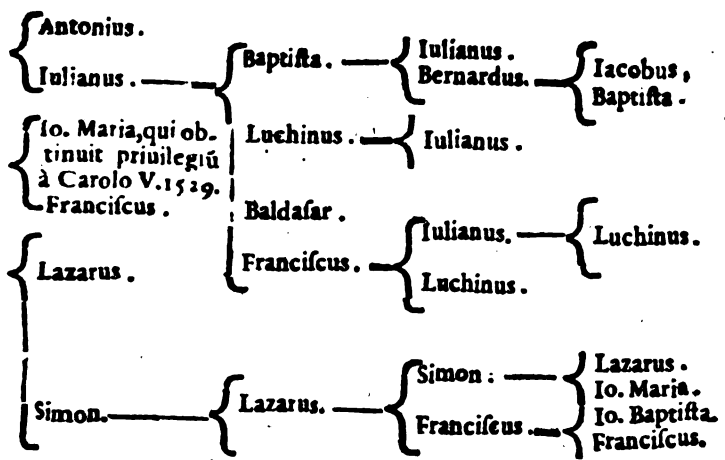 Antonius.
Iulianus.
Io. Maria, qui ob-
tinuit priuilegiū
à Carolo V. 1529.
Franciſcus.
Lazarus.
Simon.
Baptiſta.
Luchinus.
Baldaſar.
Franciſcus.
Lazarus.
Iulianus.
Bernardus.
Iulianus.
Iulianus.
Luchinus.
Simon.
Franciſcus.
Iacobus,
Baptiſta.
Luchinus.
Lazarus.
Io. Maria.
Io. Baptiſta.
Franciſcus.